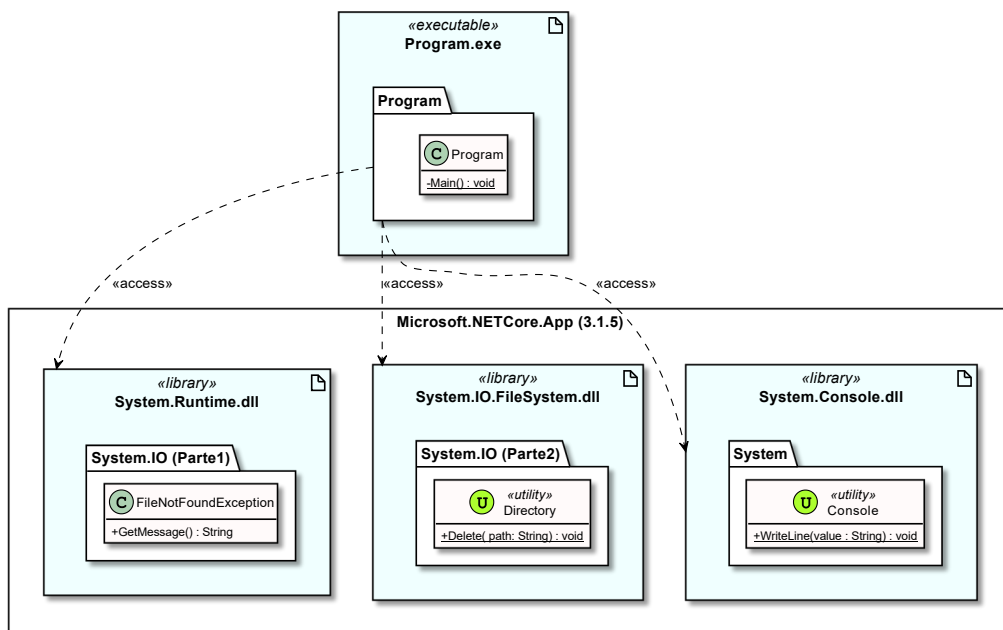 «executable»
Program.exe
Program
C Program
-Main() : void
«access» «access» «access»
Microsoft.NETCore.App (3.1.5)
«library»
System.Runtime.dll
System.IO (Parte1)
C FileNotFoundException
+GetMessage() : String
«library»
System.IO.FileSystem.dll
System.IO (Parte2)
U «utility»
Directory
+Delete( path: String) : void
«library»
System.Console.dll
System
U «utility»
Console
+WriteLine(value : String) : void